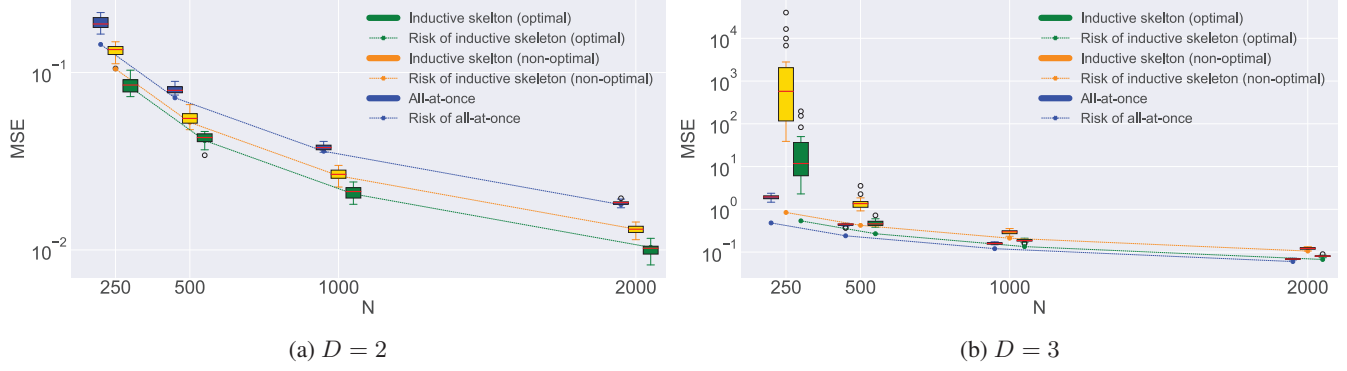 Inductive skelton (optimal)
Risk of inductive skeleton (optimal)
Inductive skelton (non-optimal)
Risk of inductive skeleton (non-optimal)
All-at-once
Risk of all-at-once
MSE
10^{-1}
10^{-2}
250
500
1000
2000
N
(a) D = 2
Inductive skelton (optimal)
Risk of inductive skeleton (optimal)
Inductive skelton (non-optimal)
Risk of inductive skeleton (non-optimal)
All-at-once
Risk of all-at-once
MSE
10^4
10^3
10^2
10^1
10^0
10^{-1}
250
500
1000
2000
N
(b) D = 3